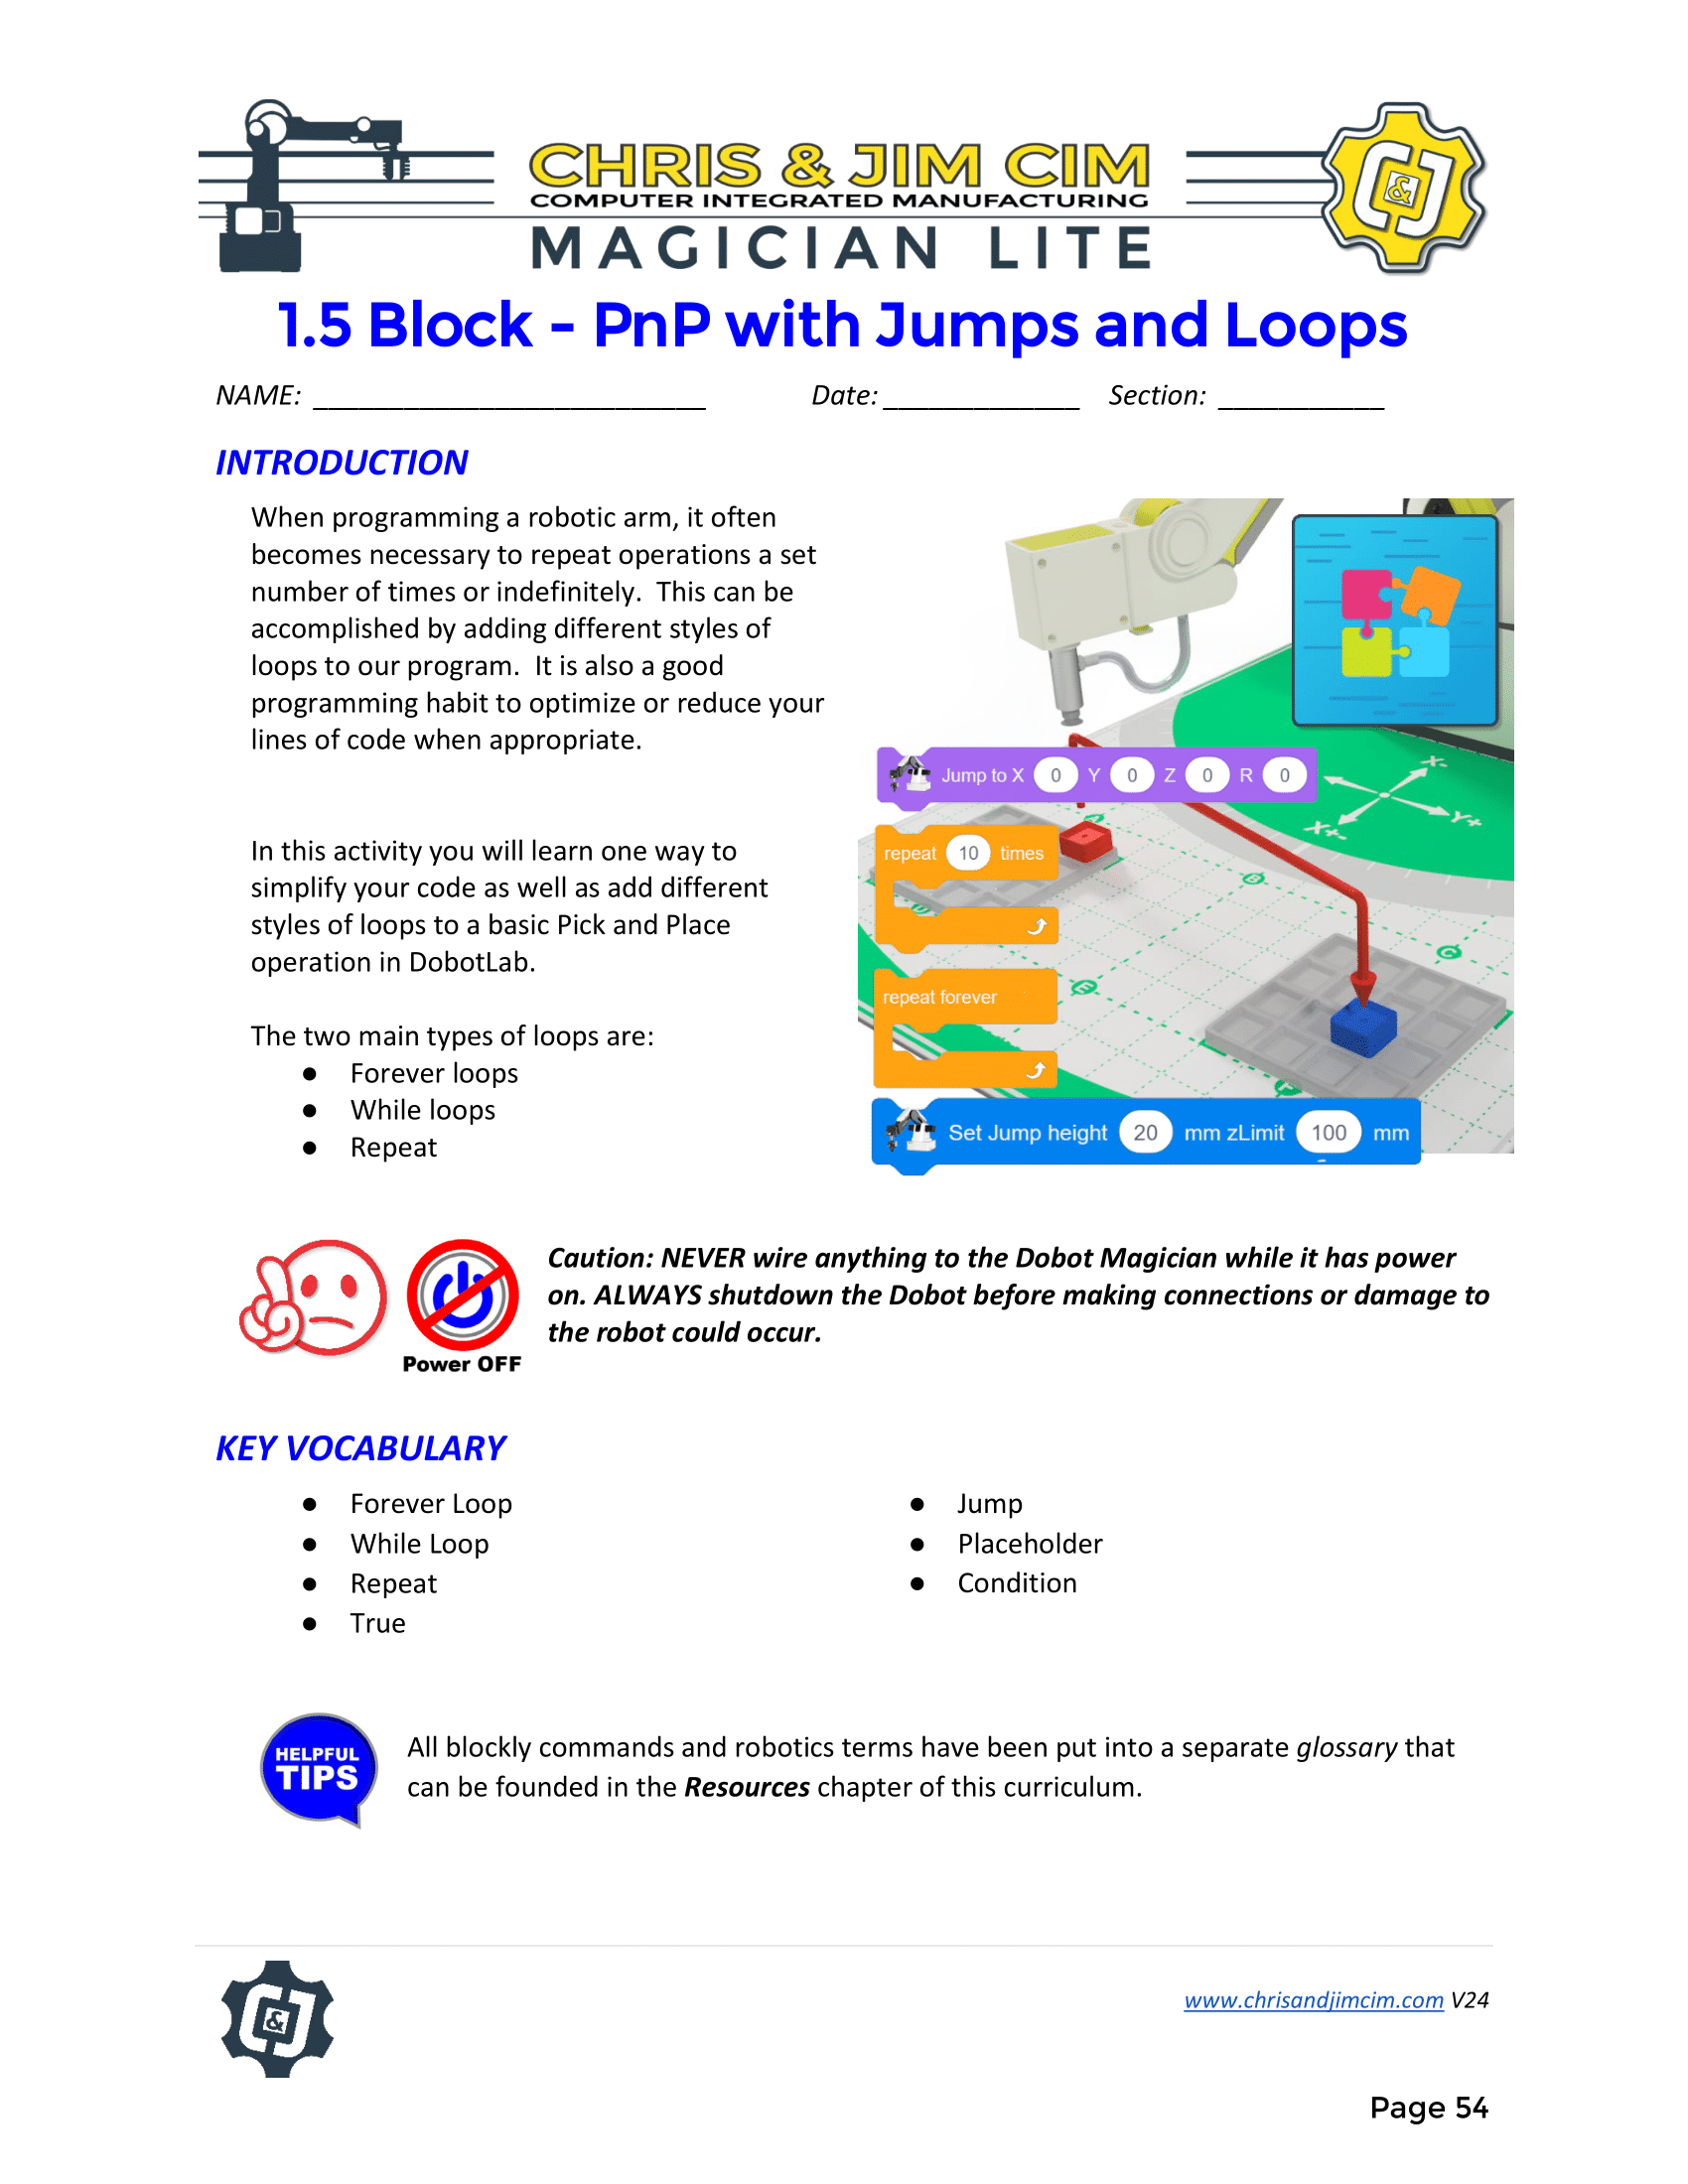 CHRIS & JIM CIM
COMPUTER INTEGRATED MANUFACTURING
MAGICIAN LITE
C&J
1.5 Block - PnP with Jumps and Loops
NAME: __________________________ Date: _____________ Section: ___________
INTRODUCTION
When programming a robotic arm, it often
becomes necessary to repeat operations a set
number of times or indefinitely. This can be
accomplished by adding different styles of
loops to our program. It is also a good
programming habit to optimize or reduce your
lines of code when appropriate.
In this activity you will learn one way to
simplify your code as well as add different
styles of loops to a basic Pick and Place
operation in DobotLab.
The two main types of loops are:
● Forever loops
● While loops
● Repeat
Jump to X 0 Y 0 Z 0 R 0
X-
Y+
X+
A
B
C
D
E
F
repeat 10 times
repeat forever
Set Jump height 20 mm zLimit 100 mm
Caution: NEVER wire anything to the Dobot Magician while it has power
on. ALWAYS shutdown the Dobot before making connections or damage to
the robot could occur.
Power OFF
KEY VOCABULARY
● Forever Loop
● While Loop
● Repeat
● True
● Jump
● Placeholder
● Condition
HELPFUL
TIPS
All blockly commands and robotics terms have been put into a separate glossary that
can be founded in the Resources chapter of this curriculum.
C&J
www.chrisandjimcim.com V24
Page 54